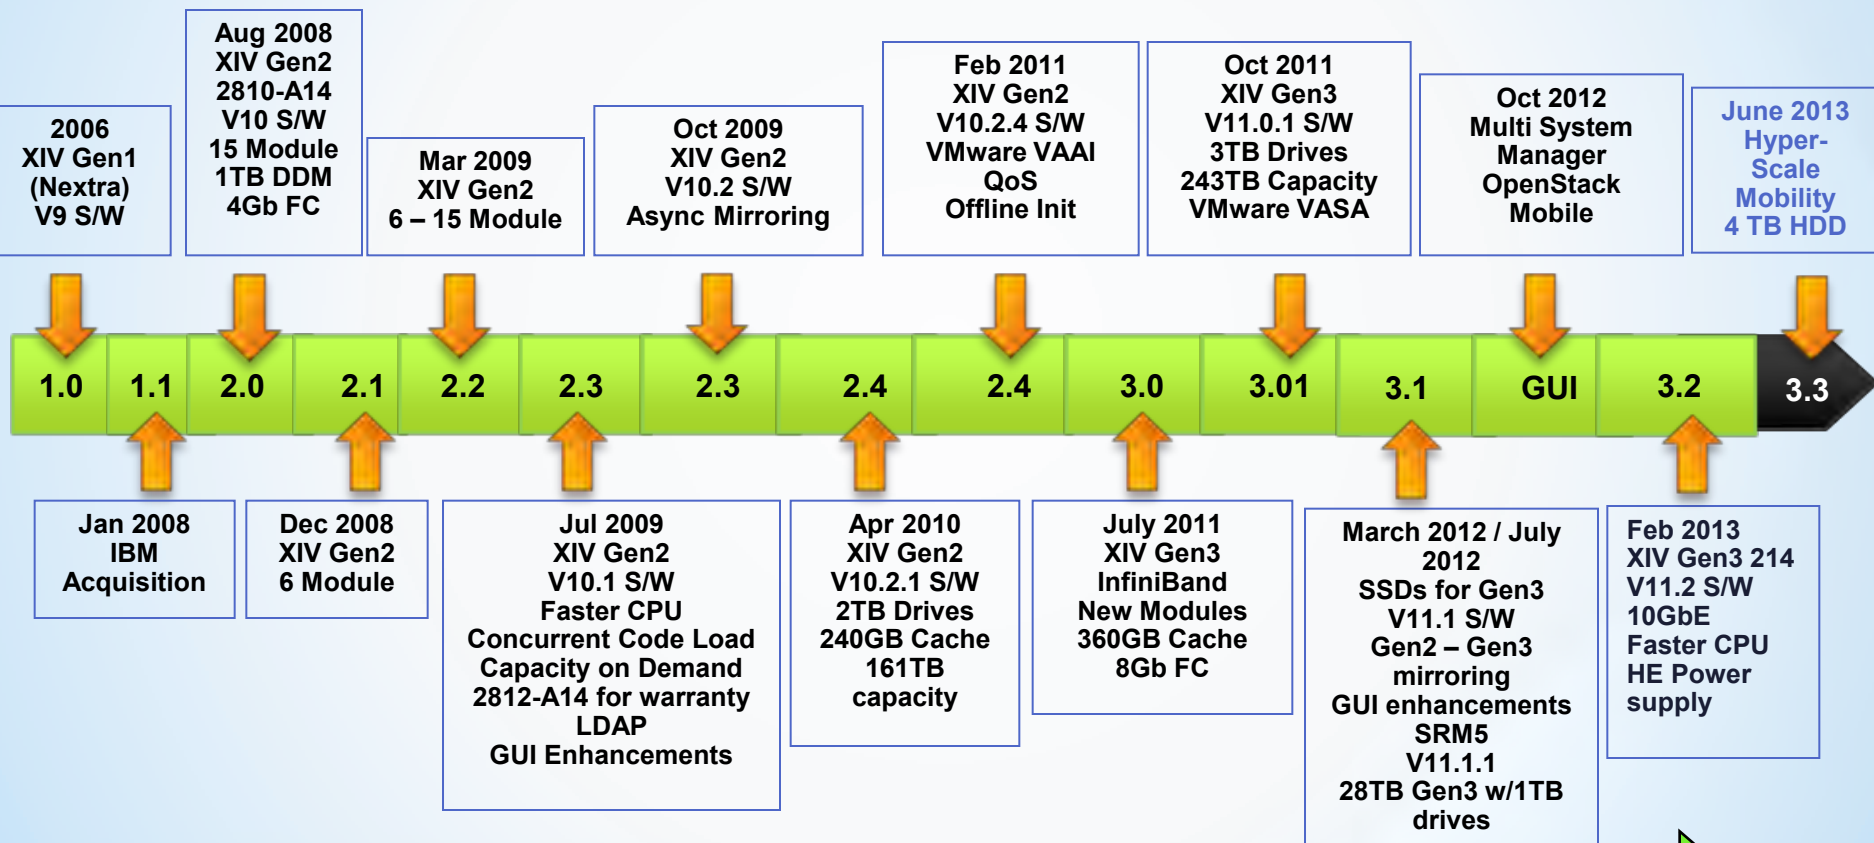 2006
XIV Gen1
(Nextra)
V9 S/W
Aug 2008
XIV Gen2
2810-A14
V10 S/W
15 Module
1TB DDM
4Gb FC
Mar 2009
XIV Gen2
6 – 15 Module
Oct 2009
XIV Gen2
V10.2 S/W
Async Mirroring
Feb 2011
XIV Gen2
V10.2.4 S/W
VMware VAAI
QoS
Offline Init
Oct 2011
XIV Gen3
V11.0.1 S/W
3TB Drives
243TB Capacity
VMware VASA
Oct 2012
Multi System
Manager
OpenStack
Mobile
June 2013
Hyper-
Scale
Mobility
4 TB HDD
1.0
1.1
2.0
2.1
2.2
2.3
2.3
2.4
2.4
3.0
3.01
3.1
GUI
3.2
3.3
Jan 2008
IBM
Acquisition
Dec 2008
XIV Gen2
6 Module
Jul 2009
XIV Gen2
V10.1 S/W
Faster CPU
Concurrent Code Load
Capacity on Demand
2812-A14 for warranty
LDAP
GUI Enhancements
Apr 2010
XIV Gen2
V10.2.1 S/W
2TB Drives
240GB Cache
161TB
capacity
July 2011
XIV Gen3
InfiniBand
New Modules
360GB Cache
8Gb FC
March 2012 / July
2012
SSDs for Gen3
V11.1 S/W
Gen2 – Gen3
mirroring
GUI enhancements
SRM5
V11.1.1
28TB Gen3 w/1TB
drives
Feb 2013
XIV Gen3 214
V11.2 S/W
10GbE
Faster CPU
HE Power
supply